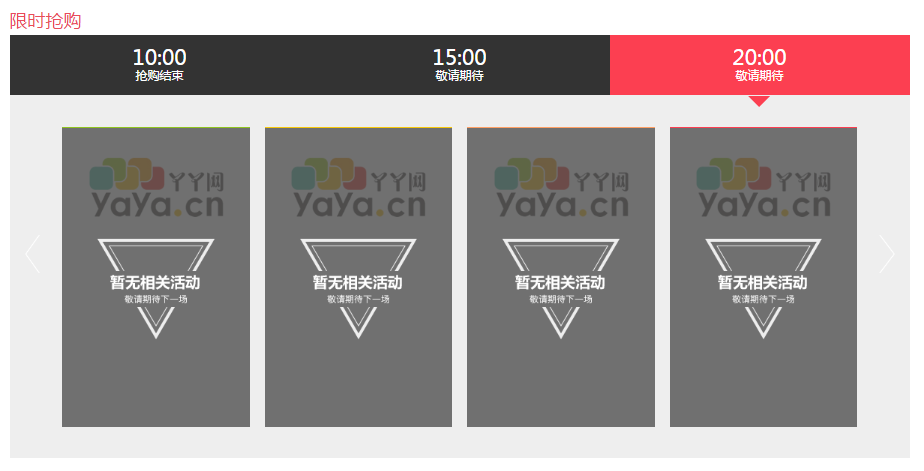 限时抢购
10:00
抢购结束
15:00
敬请期待
20:00
敬请期待
丫丫网
YaYa.cn
暂无相关活动
敬请期待下一场
丫丫网
YaYa.cn
暂无相关活动
敬请期待下一场
丫丫网
YaYa.cn
暂无相关活动
敬请期待下一场
丫丫网
YaYa.cn
暂无相关活动
敬请期待下一场